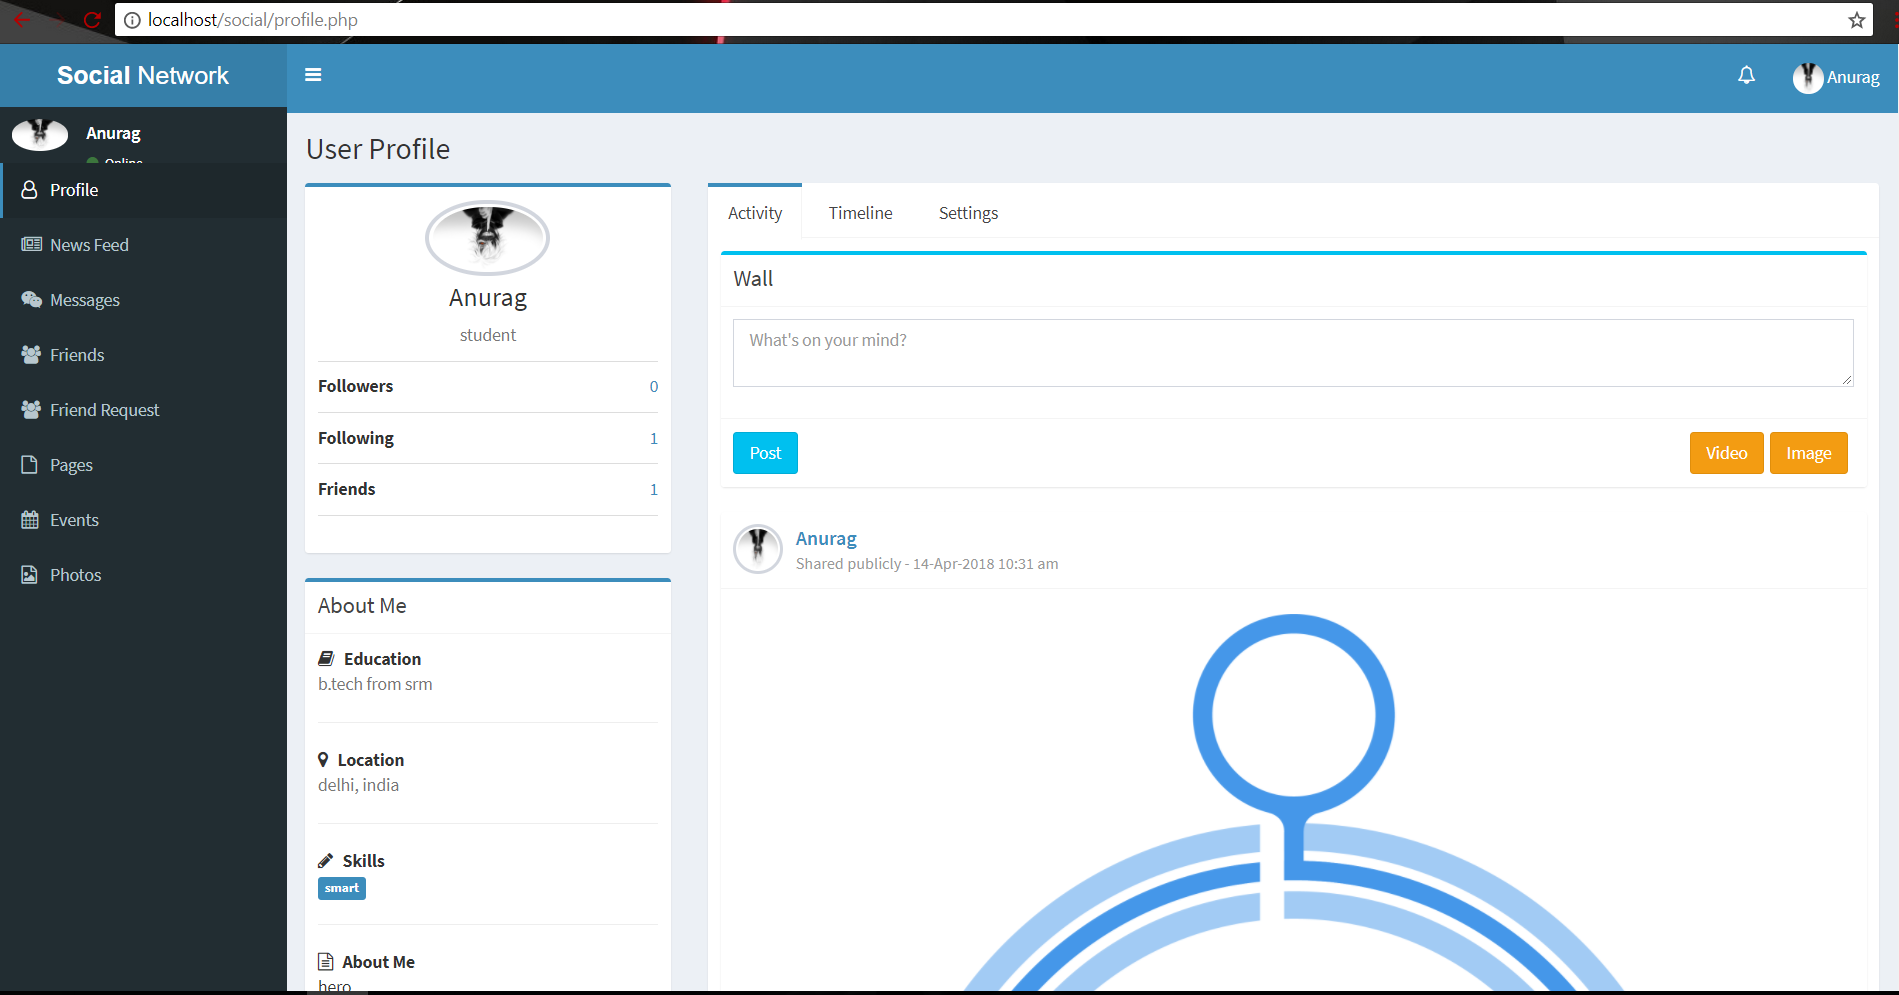 localhost/social/profile.php
Social Network
Anurag
Anurag
Online
Profile
News Feed
Messages
Friends
Friend Request
Pages
Events
Photos
User Profile
Anurag
student
Followers 0
Following 1
Friends 1
About Me
Education
b.tech from srm
Location
delhi, india
Skills
smart
About Me
hero
Activity Timeline Settings
Wall
What's on your mind?
Post Video Image
Anurag
Shared publicly - 14-Apr-2018 10:31 am